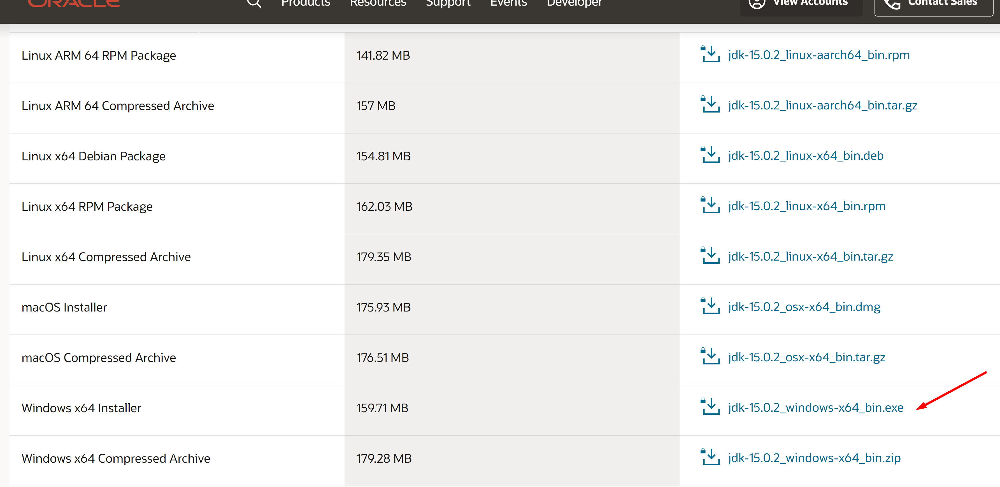 ORACLE
Products
Resources
Support
Events
Developer
View Accounts
Contact Sales
Linux ARM 64 RPM Package
141.82 MB
jdk-15.0.2_linux-aarch64_bin.rpm
Linux ARM 64 Compressed Archive
157 MB
jdk-15.0.2_linux-aarch64_bin.tar.gz
Linux x64 Debian Package
154.81 MB
jdk-15.0.2_linux-x64_bin.deb
Linux x64 RPM Package
162.03 MB
jdk-15.0.2_linux-x64_bin.rpm
Linux x64 Compressed Archive
179.35 MB
jdk-15.0.2_linux-x64_bin.tar.gz
macOS Installer
175.93 MB
jdk-15.0.2_osx-x64_bin.dmg
macOS Compressed Archive
176.51 MB
jdk-15.0.2_osx-x64_bin.tar.gz
Windows x64 Installer
159.71 MB
jdk-15.0.2_windows-x64_bin.exe
Windows x64 Compressed Archive
179.28 MB
jdk-15.0.2_windows-x64_bin.zip